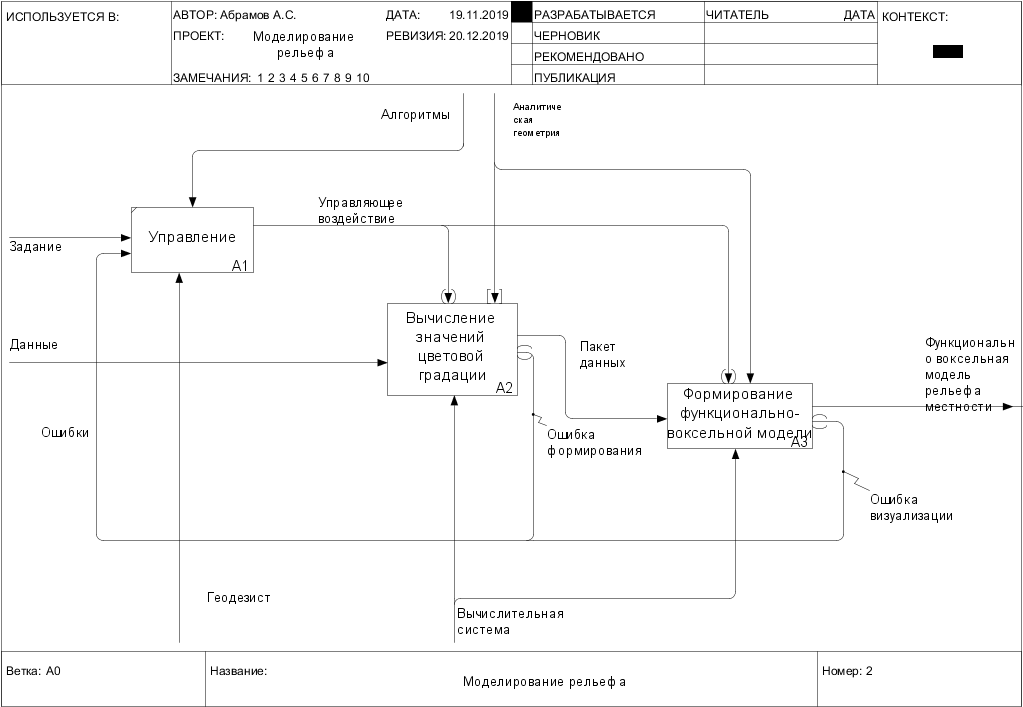 ИСПОЛЬЗУЕТСЯ В:
АВТОР: Абрамов А.С.
ДАТА: 19.11.2019
ПРОЕКТ: Моделирование
рельефа
РЕВИЗИЯ: 20.12.2019
ЗАМЕЧАНИЯ: 1 2 3 4 5 6 7 8 9 10
РАЗРАБАТЫВАЕТСЯ
ЧЕРНОВИК
РЕКОМЕНДОВАНО
ПУБЛИКАЦИЯ
ЧИТАТЕЛЬ
ДАТА
КОНТЕКСТ:
Алгоритмы
Аналитиче
ская
геометрия
Управляющее
воздействие
Управление
A1
Задание
Вычисление
значений
цветовой
градации
A2
Данные
Пакет
данных
Функциональн
о воксельная
модель
рельефа
местности
Формирование
функционально-
воксельной модели
A3
Ошибки
Ошибка
формирования
Ошибка
визуализации
Геодезист
Вычислительная
система
Ветка: A0
Название:
Моделирование рельефа
Номер: 2